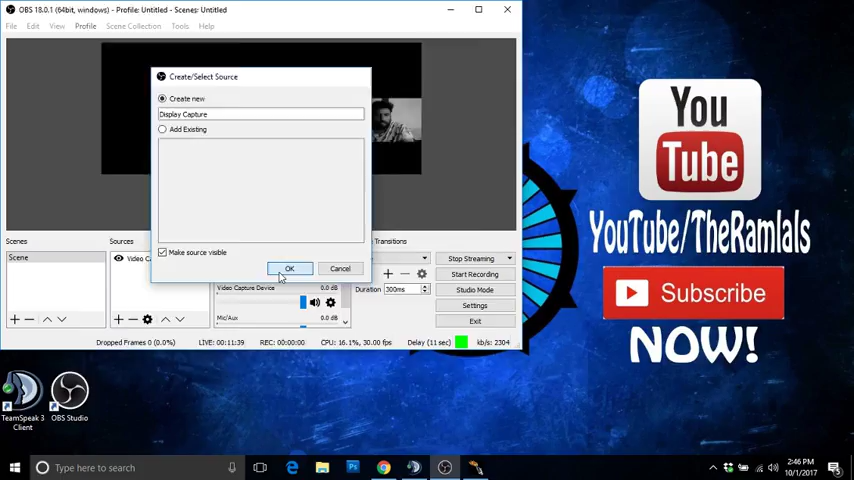 OBS 18.0.1 (64bit, windows) - Profile: Untitled - Scenes: Untitled
File Edit View Profile Scene Collection Tools Help
Create/Select Source
Create new
Display Capture
Add Existing
Make source visible
OK Cancel
Scenes
Scene
Sources
Video C
Transitions
Duration 300ms
Stop Streaming
Start Recording
Studio Mode
Settings
Exit
Video Capture Device 0.0 dB
Mic/Aux 0.0 dB
Dropped Frames 0 (0.0%) LIVE: 00:11:39 REC: 00:00:00 CPU: 16.1%, 30.00 fps Delay (11 sec) kb/s: 2304
You
Tube
YouTube/TheRamlals
Subscribe
NOW!
TeamSpeak 3
Client
OBS Studio
Type here to search
Ps
2:46 PM
10/1/2017